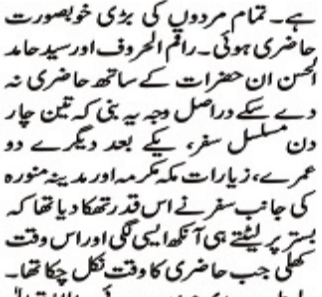 ہے۔ تمام مردوں کی بڑی خوبصورت
حاضری ہوئی۔ راقم الحروف اور سید حامد
الحسن ان حضرات کے ساتھ حاضری نہ
دے سکے دراصل وجہ یہ بنی کہ تین چار
دن مسلسل سفر، یکے بعد دیگرے دو
عمرے، زیارات مکہ مکرمہ اور مدینہ منورہ
کی جانب سفر نے اس قدر تھکا دیا تھا کہ
بستر پر لیٹتے ہی آنکھ ایسی لگی اور اس وقت
کھلی جب حاضری کا وقت نکل چکا تھا۔